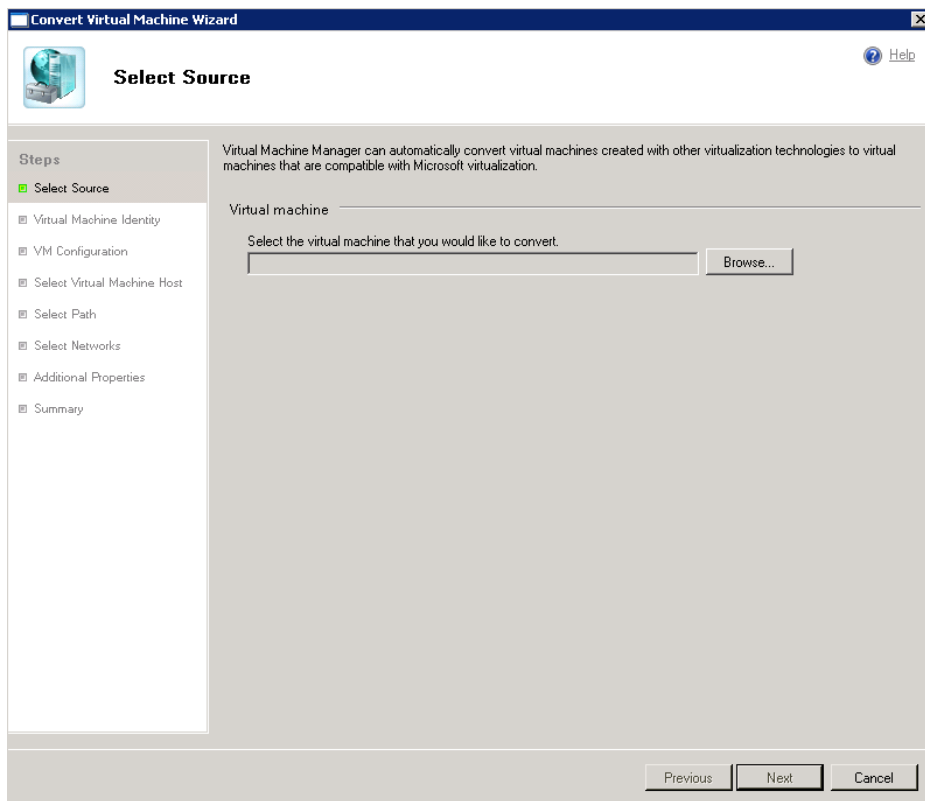 Convert Virtual Machine Wizard
Help
Select Source
Steps
Select Source
Virtual Machine Identity
VM Configuration
Select Virtual Machine Host
Select Path
Select Networks
Additional Properties
Summary
Virtual Machine Manager can automatically convert virtual machines created with other virtualization technologies to virtual
machines that are compatible with Microsoft virtualization.
Virtual machine
Select the virtual machine that you would like to convert.
Browse...
Previous
Next
Cancel